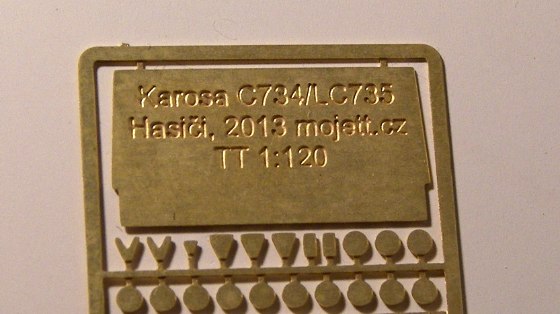 Karosa C734/LC735
Hasiči, 2013 mojett.cz
TT 1:120